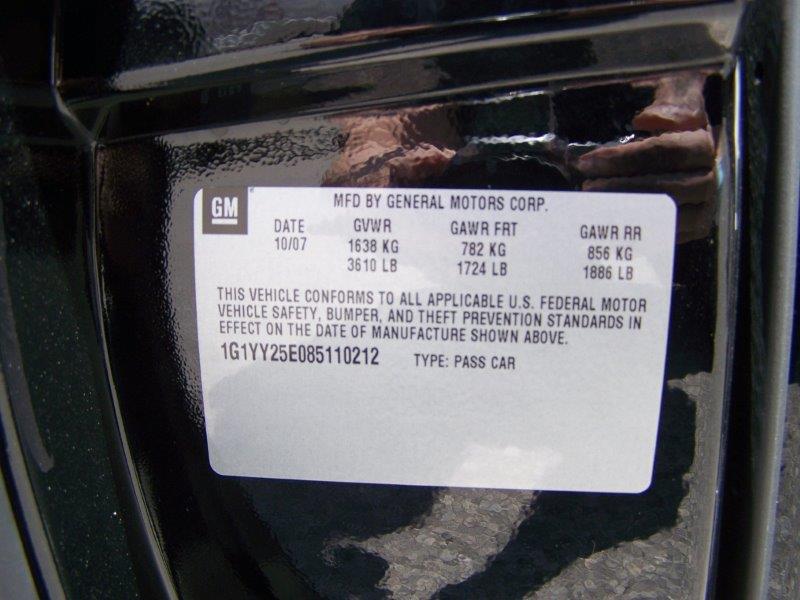 GM
MFD BY GENERAL MOTORS CORP.
DATE GVWR GAWR FRT GAWR RR
10/07 1638 KG 782 KG 856 KG
3610 LB 1724 LB 1886 LB
THIS VEHICLE CONFORMS TO ALL APPLICABLE U.S. FEDERAL MOTOR
VEHICLE SAFETY, BUMPER, AND THEFT PREVENTION STANDARDS IN
EFFECT ON THE DATE OF MANUFACTURE SHOWN ABOVE.
1G1YY25E085110212 TYPE: PASS CAR